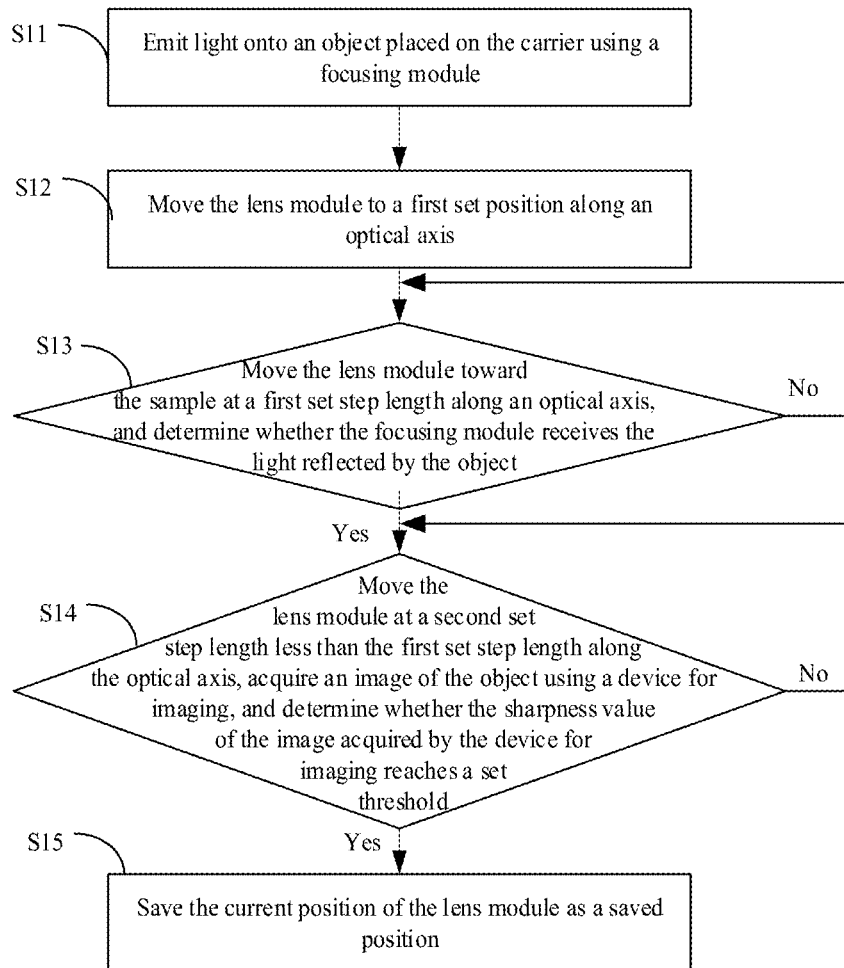 S11
Emit light onto an object placed on the carrier using a
focusing module
S12
Move the lens module to a first set position along an
optical axis
S13
Move the lens module toward
the sample at a first set step length along an optical axis,
and determine whether the focusing module receives the
light reflected by the object
No
Yes
S14
Move the
lens module at a second set
step length less than the first set step length along
the optical axis, acquire an image of the object using a device for
imaging, and determine whether the sharpness value
of the image acquired by the device for
imaging reaches a set
threshold
No
Yes
S15
Save the current position of the lens module as a saved
position